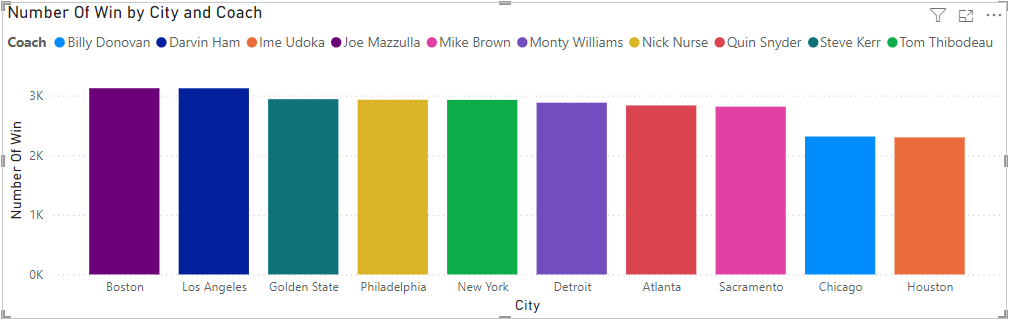 Number Of Win by City and Coach
Coach Billy Donovan Darvin Ham Ime Udoka Joe Mazzulla Mike Brown Monty Williams Nick Nurse Quin Snyder Steve Kerr Tom Thibodeau
Number Of Win
3K
2K
1K
0K
Boston Los Angeles Golden State Philadelphia New York Detroit Atlanta Sacramento Chicago Houston
City